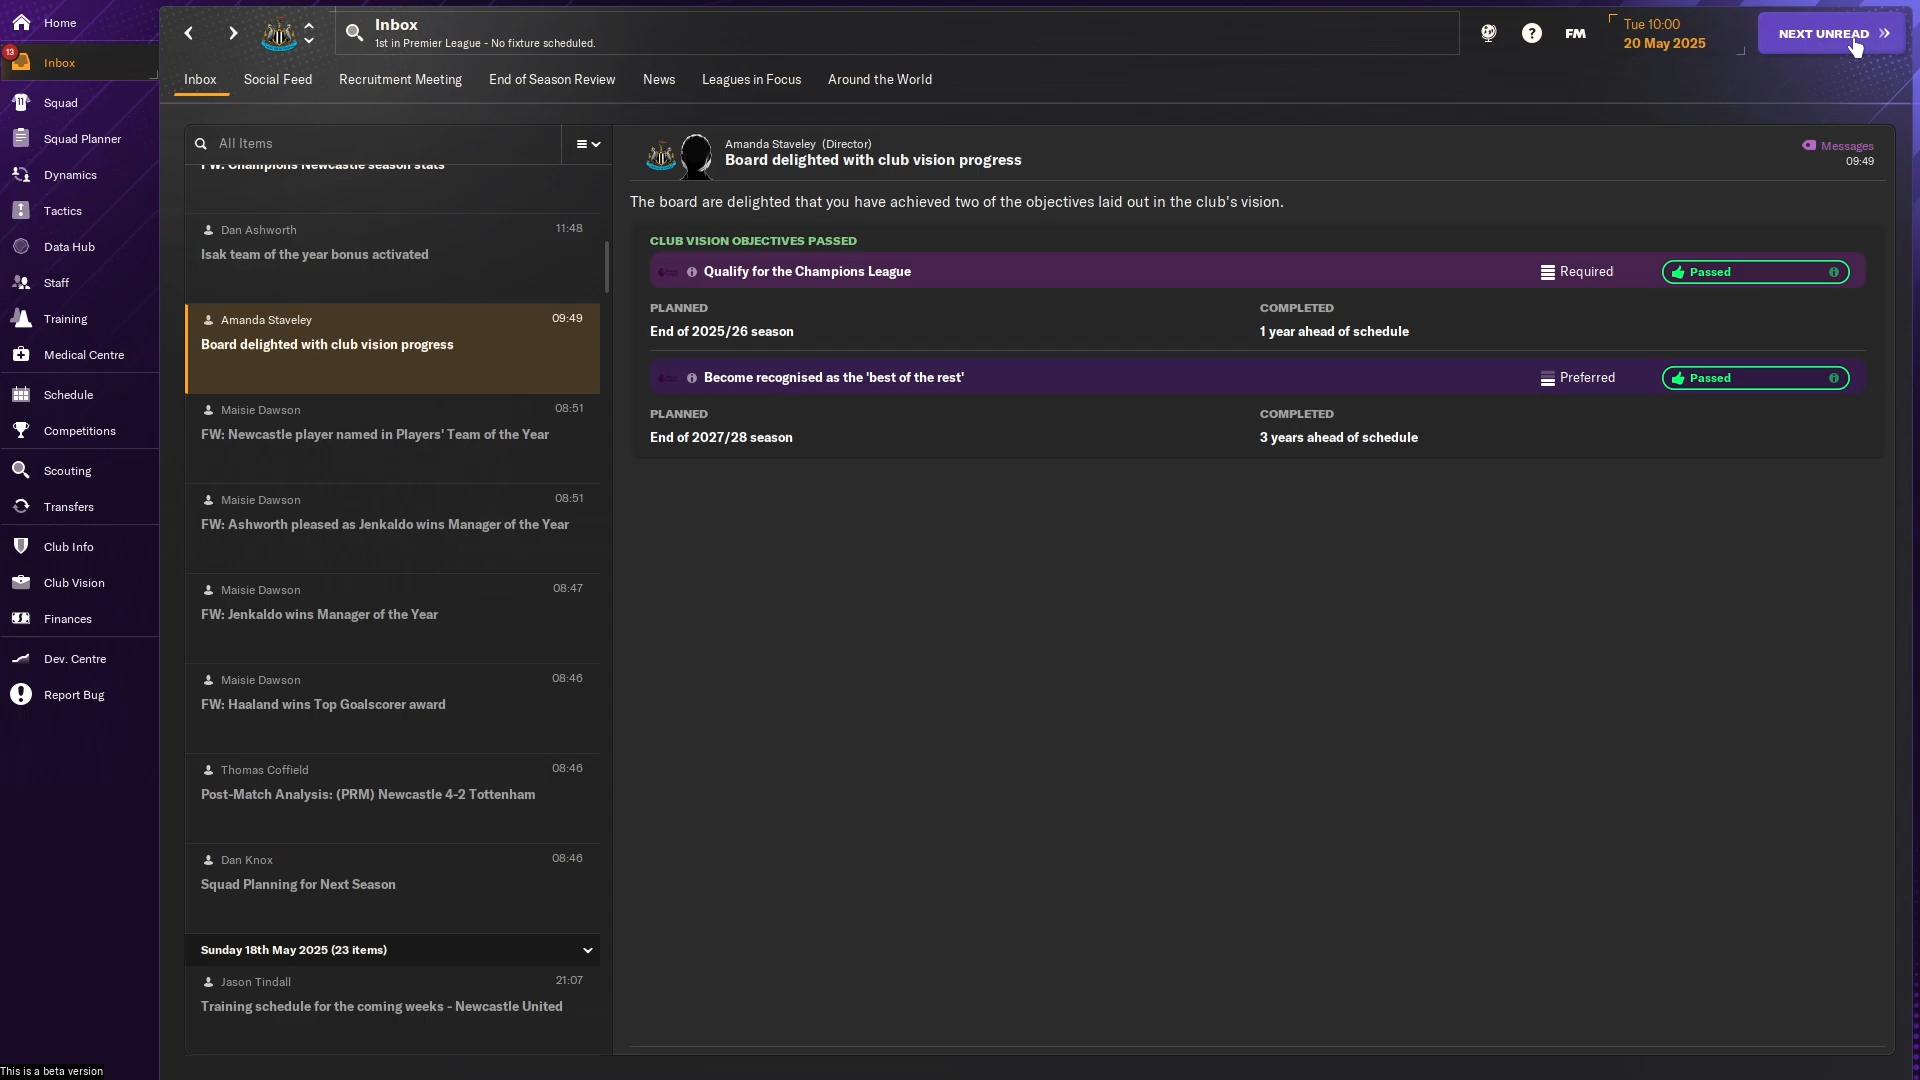 Home
13
Inbox
Squad
Squad Planner
Dynamics
Tactics
Data Hub
Staff
Training
Medical Centre
Schedule
Competitions
Scouting
Transfers
Club Info
Club Vision
Finances
Dev. Centre
Report Bug
This is a beta version
Inbox
1st in Premier League - No fixture scheduled.
FM
Tue 10:00
20 May 2025
NEXT UNREAD
Inbox Social Feed Recruitment Meeting End of Season Review News Leagues in Focus Around the World
All Items
FW: Champions Newcastle season stats
Dan Ashworth 11:48
Isak team of the year bonus activated
Amanda Staveley 09:49
Board delighted with club vision progress
Maisie Dawson 08:51
FW: Newcastle player named in Players' Team of the Year
Maisie Dawson 08:51
FW: Ashworth pleased as Jenkaldo wins Manager of the Year
Maisie Dawson 08:47
FW: Jenkaldo wins Manager of the Year
Maisie Dawson 08:46
FW: Haaland wins Top Goalscorer award
Thomas Coffield 08:46
Post-Match Analysis: (PRM) Newcastle 4-2 Tottenham
Dan Knox 08:46
Squad Planning for Next Season
Sunday 18th May 2025 (23 items)
Jason Tindall 21:07
Training schedule for the coming weeks - Newcastle United
Amanda Staveley (Director)
Board delighted with club vision progress
Messages
09:49
The board are delighted that you have achieved two of the objectives laid out in the club's vision.
CLUB VISION OBJECTIVES PASSED
Qualify for the Champions League Required Passed
PLANNED COMPLETED
End of 2025/26 season 1 year ahead of schedule
Become recognised as the 'best of the rest' Preferred Passed
PLANNED COMPLETED
End of 2027/28 season 3 years ahead of schedule